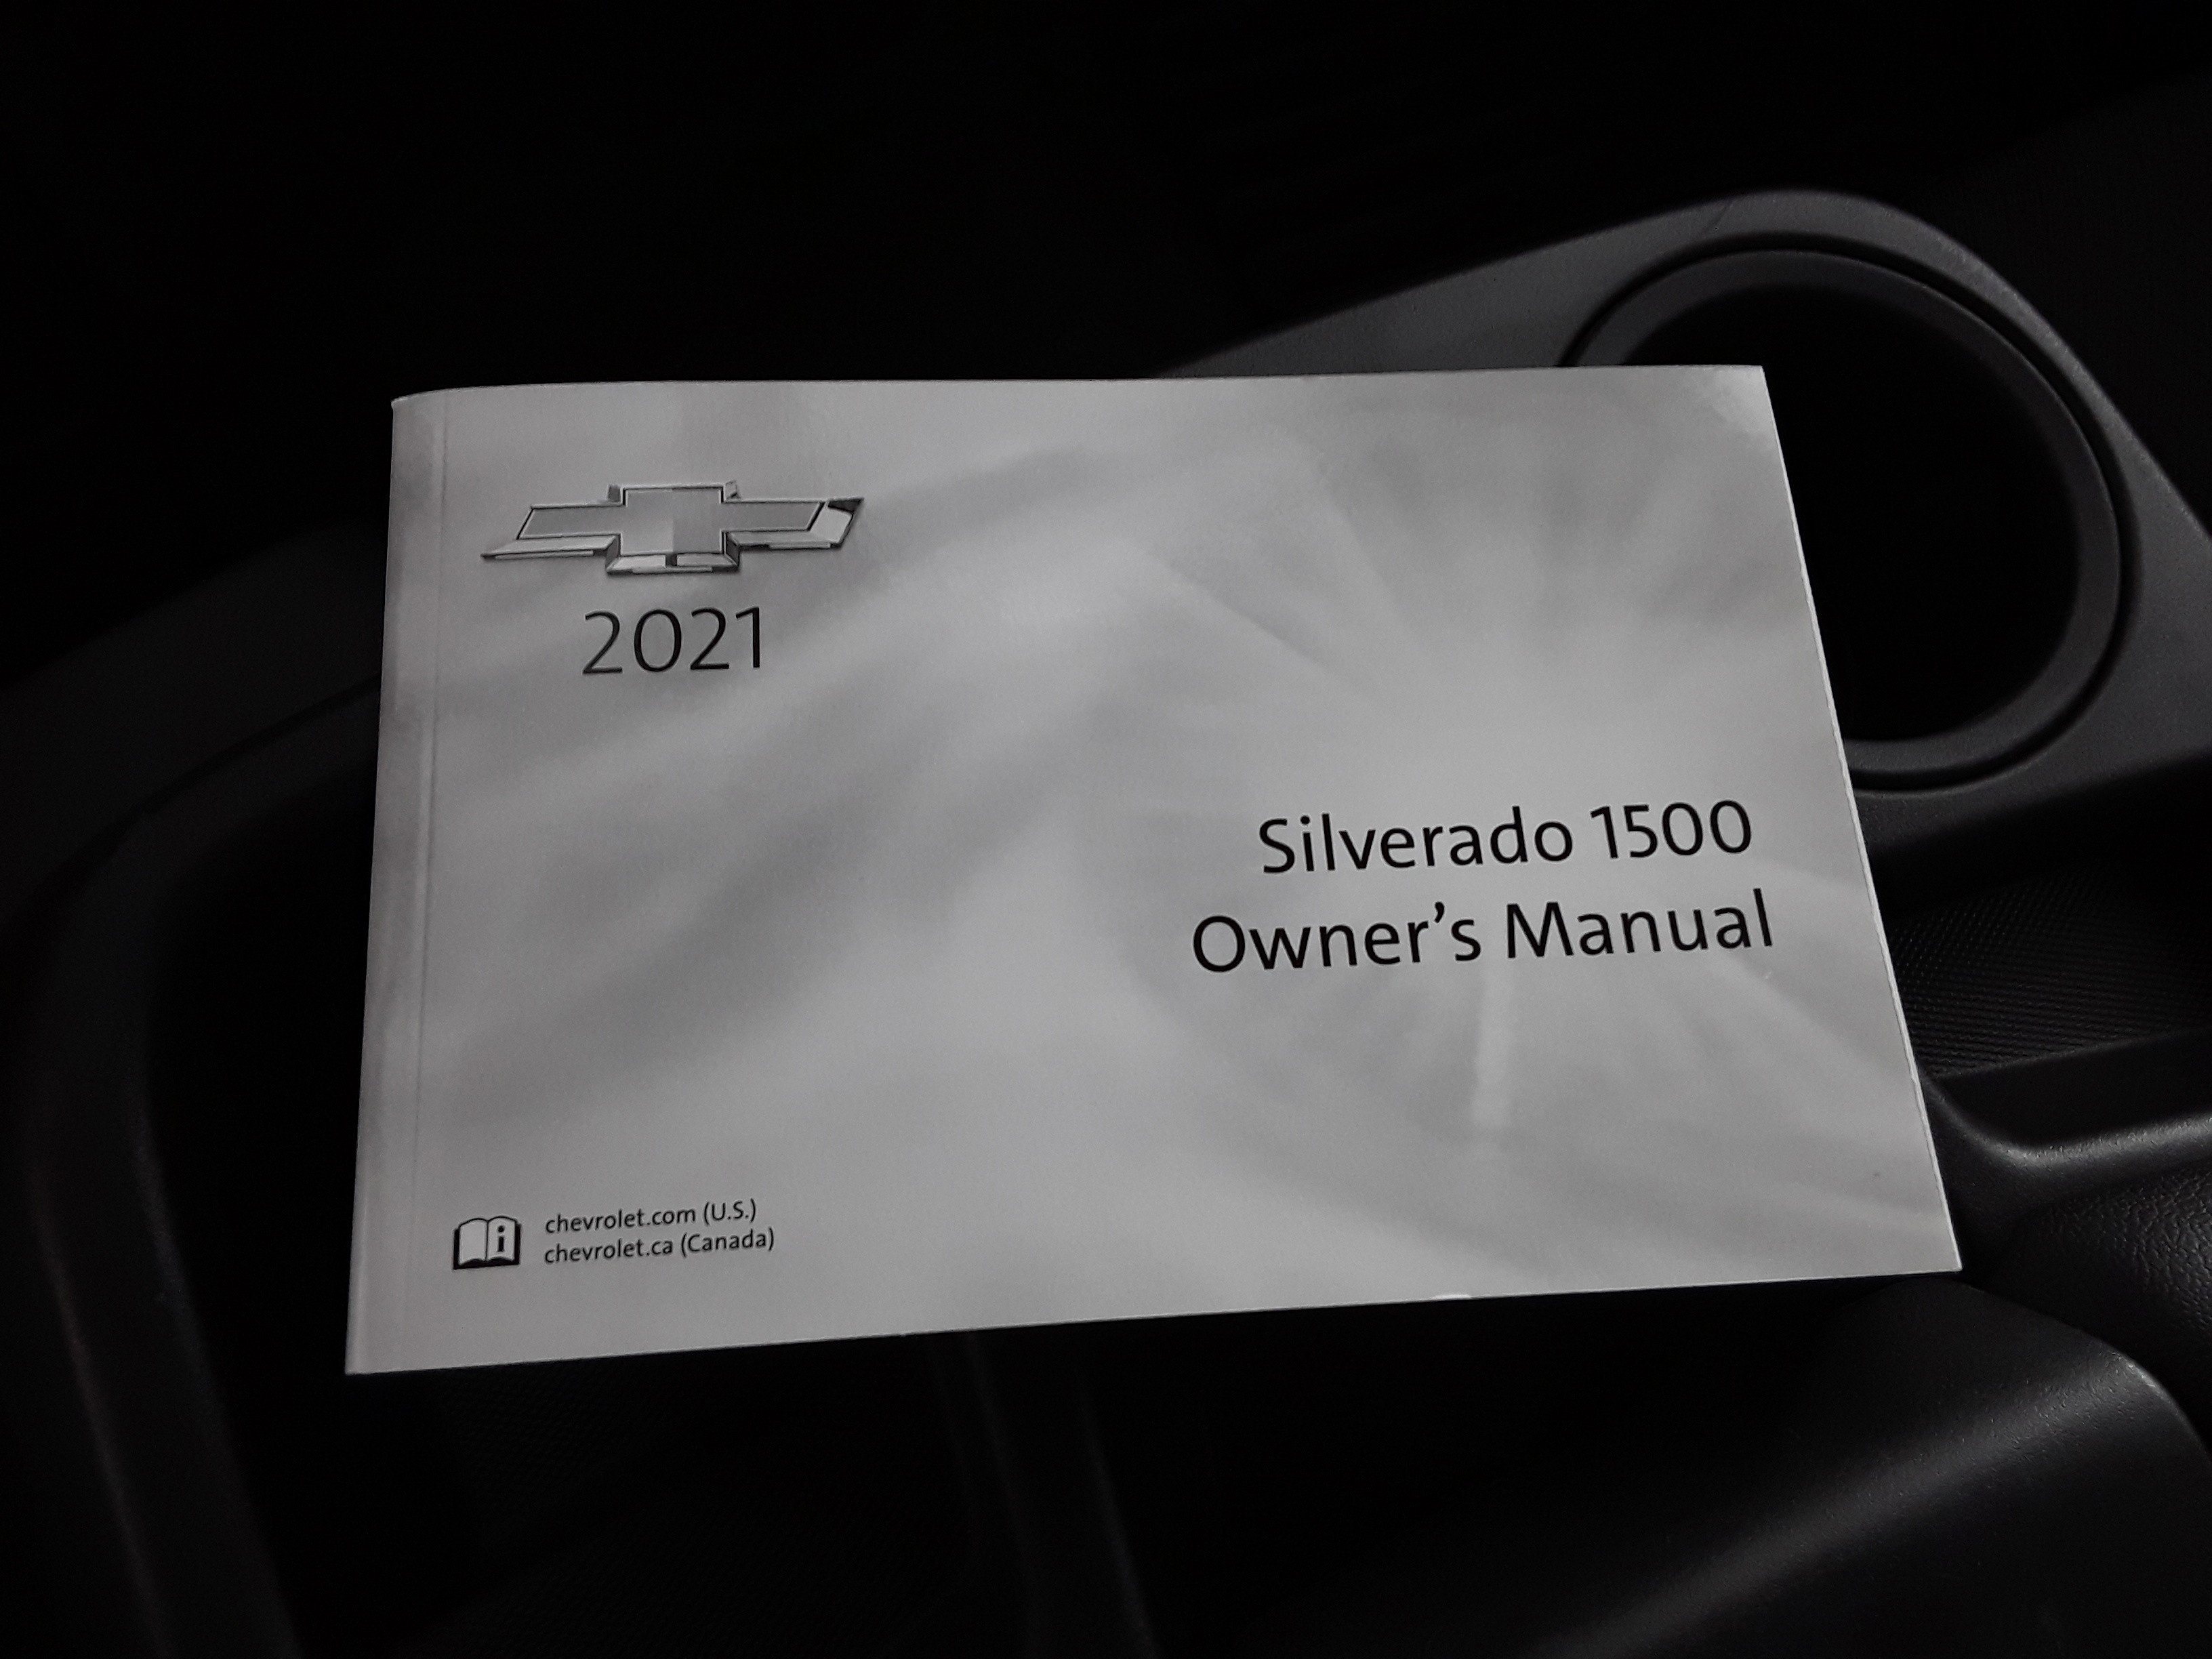 2021
Silverado 1500
Owner’s Manual
chevrolet.com (U.S.)
chevrolet.ca (Canada)